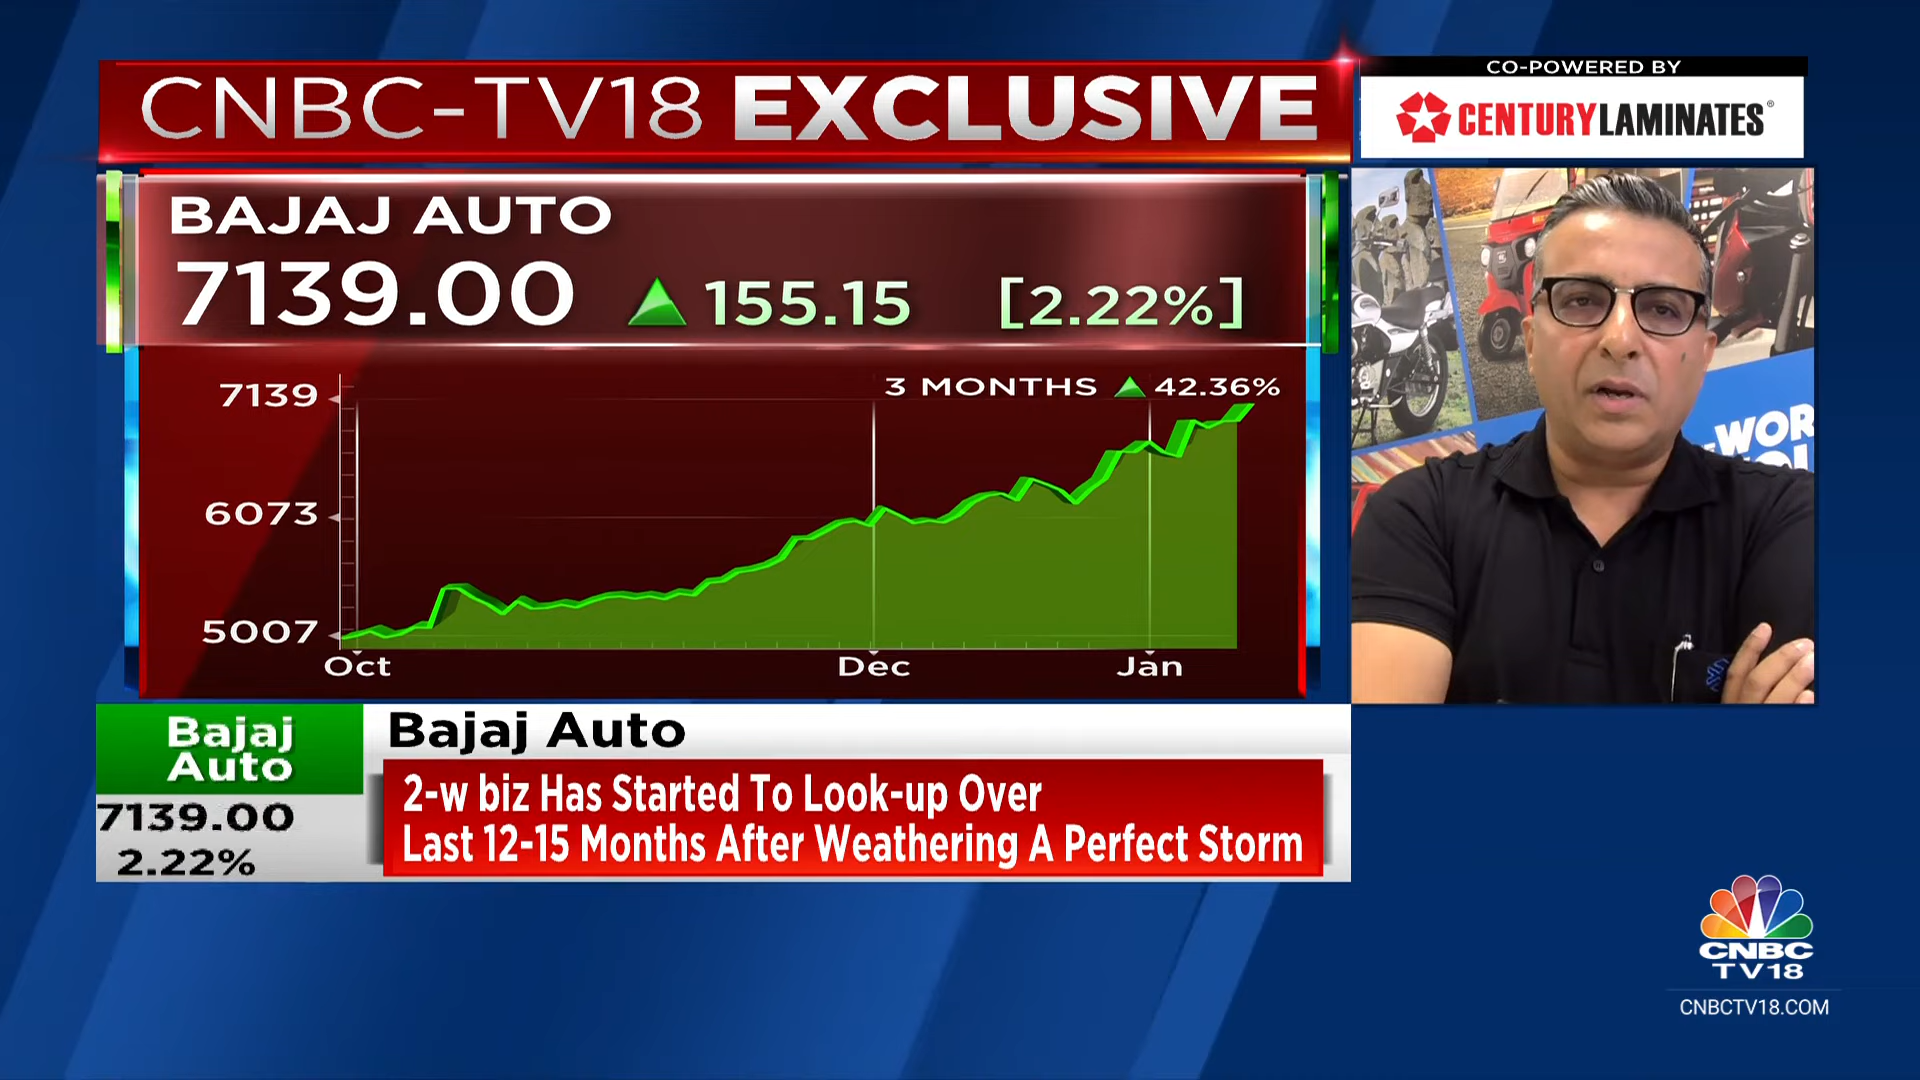 CNBC-TV18 EXCLUSIVE
CO-POWERED BY
CENTURYLAMINATES®
BAJAJ AUTO
7139.00 ▲ 155.15 [2.22%]
3 MONTHS ▲ 42.36%
7139
6073
5007
Oct Dec Jan
WOR
Bajaj
Auto
7139.00
2.22%
Bajaj Auto
2-w biz Has Started To Look-up Over
Last 12-15 Months After Weathering A Perfect Storm
CNBC
TV18
CNBCTV18.COM